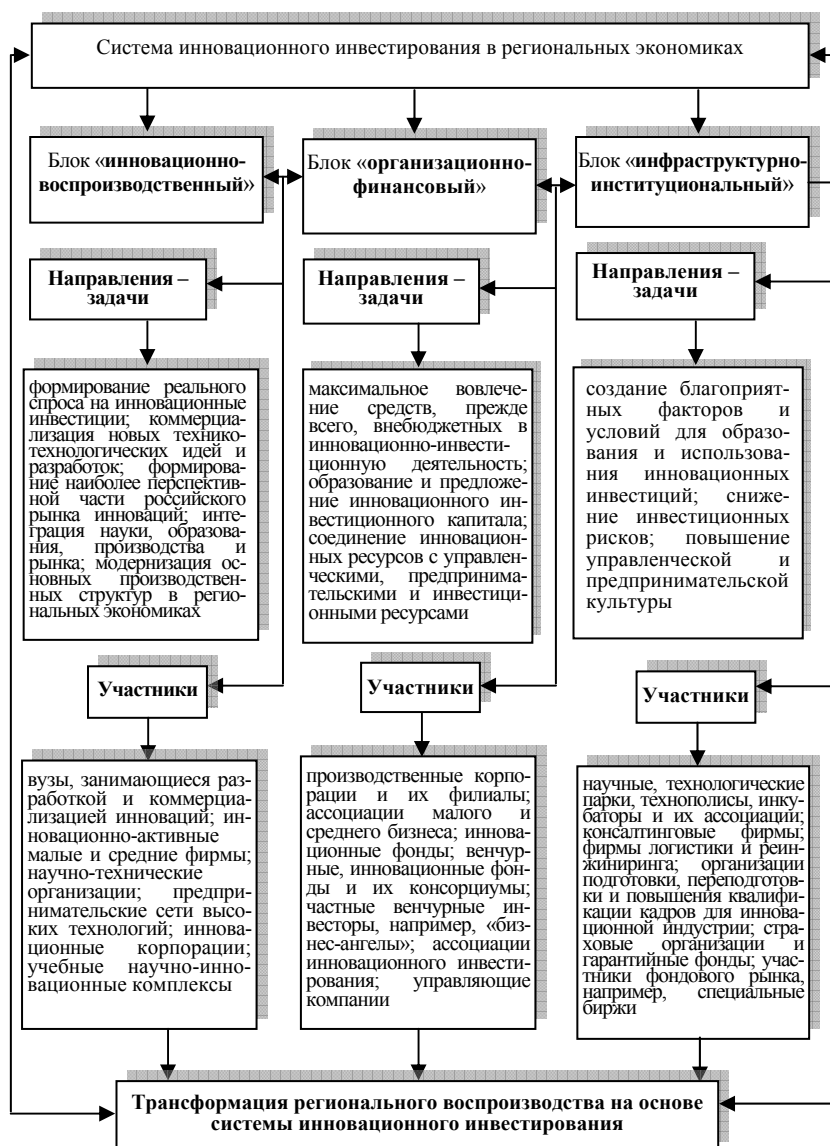 Система инновационного инвестирования в региональных экономиках
Блок «инновационно-
воспроизводственный»
Блок «организационно-
финансовый»
Блок «инфраструктурно-
институциональный»
Направления –
задачи
Направления –
задачи
Направления –
задачи
формирование реального
спроса на инновационные
инвестиции; коммерциа-
лизация новых технико-
технологических идей и
разработок; формирование
наиболее перспектив-
ной части российского
рынка инноваций; инте-
грация науки, образова-
ния, производства и
рынка; модернизация ос-
новных производствен-
ных структур в реги-
ональных экономиках
максимальное вовлече-
ние средств, прежде
всего, внебюджетных в
инновационно-инвести-
ционную деятельность;
образование и предложе-
ние инновационного ин-
вестиционного капитала;
соединение инновацион-
ных ресурсов с управлен-
ческими, предпринима-
тельскими и инвестици-
онными ресурсами
создание благоприят-
ных факторов и
условий для образо-
вания и использова-
ния инновационных
инвестиций; сниже-
ние инвестиционных
рисков; повышение
управленческой и
предпринимательской
культуры
Участники
Участники
Участники
вузы, занимающиеся раз-
работкой и коммерциа-
лизацией инноваций; ин-
новационно-активные
малые и средние фирмы;
научно-технические
организации; предпри-
нимательские сети высо-
ких технологий; иннова-
ционные корпорации;
учебные научно-инно-
вационные комплексы
производственные корпо-
рации и их филиалы;
ассоциации малого и
среднего бизнеса; иннова-
ционные фонды; венчур-
ные, инновационные фон-
ды и их консорциумы;
частные венчурные ин-
весторы, например, «биз-
нес-ангелы»; ассоциации
инновационного инвести-
рования; управляющие
компании
научные, технологические
парки, технополисы, инку-
баторы и их ассоциации;
консалтинговые фирмы;
фирмы логистики и реин-
жиниринга; организации
подготовки, переподготов-
ки и повышения квалифи-
кации кадров для иннова-
ционной индустрии; стра-
ховые организации и
гарантийные фонды; учас-
тники фондового рынка,
например, специальные
биржи
Трансформация регионального воспроизводства на основе
системы инновационного инвестирования